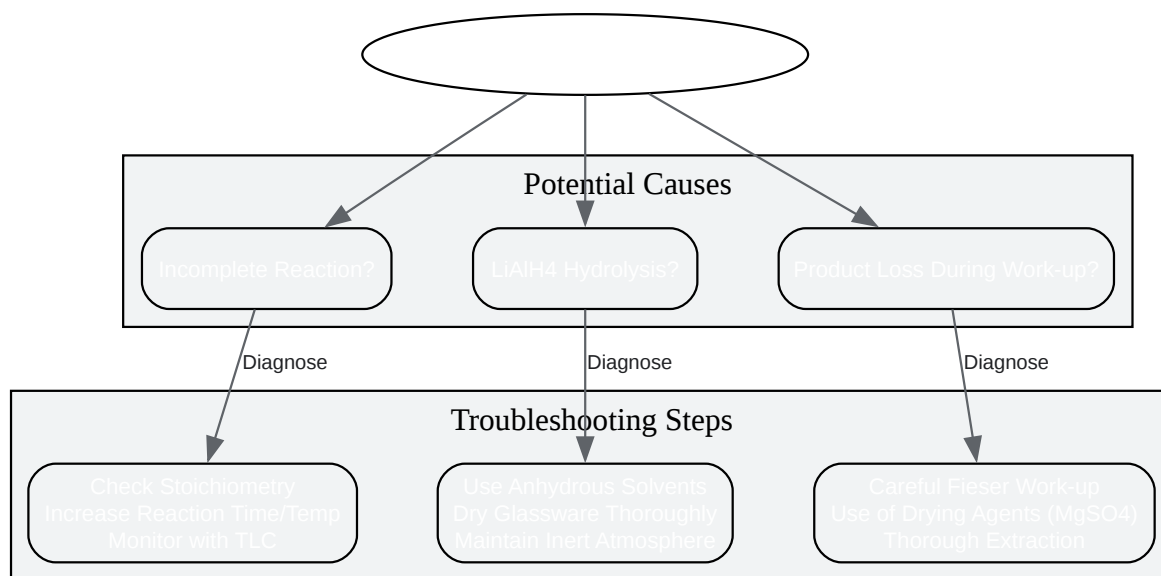 Potential Causes
Incomplete Reaction?
LiAlH4 Hydrolysis?
Product Loss During Work-up?
Diagnose
Diagnose
Diagnose
Troubleshooting Steps
Check Stoichiometry
Increase Reaction Time/Temp
Monitor with TLC
Use Anhydrous Solvents
Dry Glassware Thoroughly
Maintain Inert Atmosphere
Careful Fieser Work-up
Use of Drying Agents (MgSO4)
Thorough Extraction